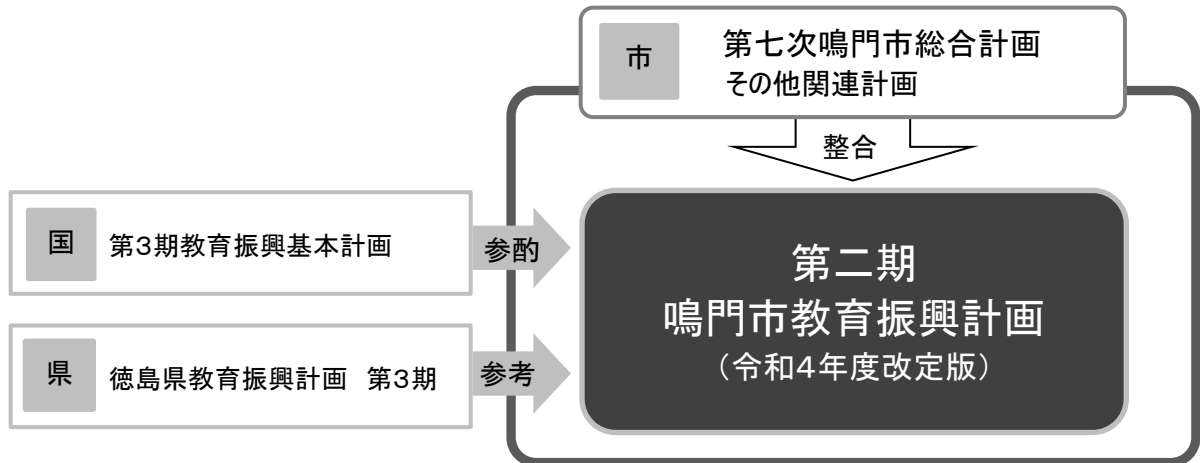 市
第七次鳴門市総合計画
その他関連計画
整合
国
第3期教育振興基本計画
参酌
県
徳島県教育振興計画　第3期
参考
第二期
鳴門市教育振興計画
（令和4年度改定版）